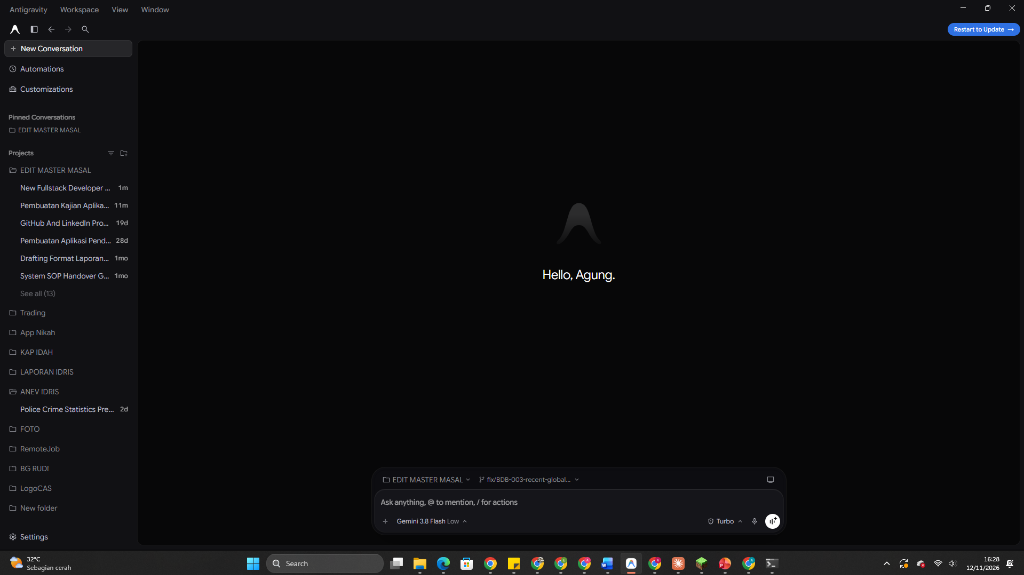 Antigravity Workspace View Window
Restart to Update →
New Conversation
Automations
Customizations
Pinned Conversations
EDIT MASTER MASAL
Projects
EDIT MASTER MASAL
New Fullstack Developer ... 1m
Pembuatan Kajian Aplika... 11m
GitHub And LinkedIn Pro... 19d
Pembuatan Aplikasi Pend... 28d
Drafting Format Laporan... 1mo
System SOP Handover G... 1mo
See all (13)
Trading
App Nikah
KAP IDAH
LAPORAN IDRIS
ANEV IDRIS
Police Crime Statistics Pre... 2d
FOTO
RemoteJob
BG RUDI
LogoCAS
New folder
Settings
Hello, Agung.
EDIT MASTER MASAL fix/BDB-003-recent-global...
Ask anything, @ to mention, / for actions
Gemini 3.8 Flash Low
Turbo
32°C
Sebagian cerah
Search
16:28
12/11/2026